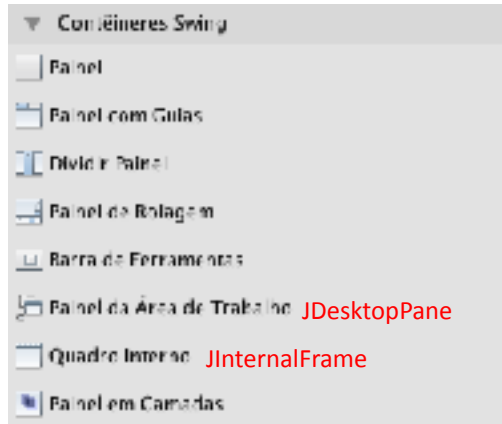 Contêineres Swing
Painel
Painel com Guias
Dividir Painel
Painel de Rolagem
Barra de Ferramentas
Painel da Área de Trabalho JDesktopPane
Quadro Interno JInternalFrame
Painel em Camadas